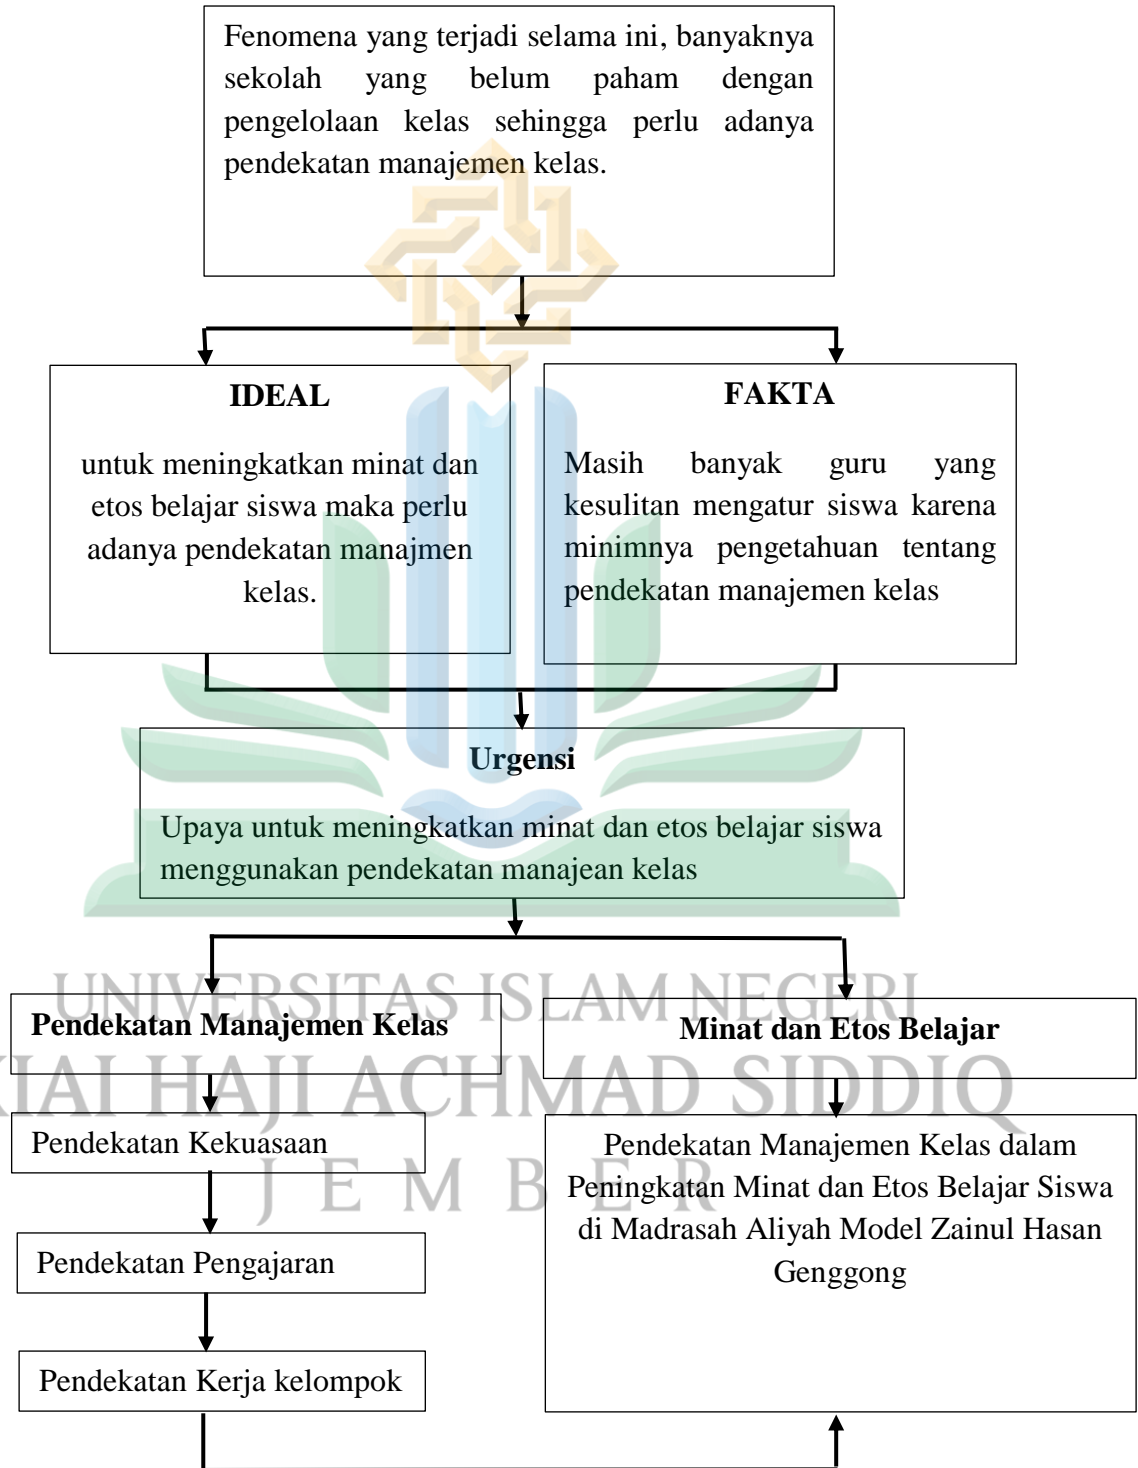 Fenomena yang terjadi selama ini, banyaknya
sekolah yang belum paham dengan
pengelolaan kelas sehingga perlu adanya
pendekatan manajemen kelas.
IDEAL
untuk meningkatkan minat dan
etos belajar siswa maka perlu
adanya pendekatan manajmen
kelas.
FAKTA
Masih banyak guru yang
kesulitan mengatur siswa karena
minimnya pengetahuan tentang
pendekatan manajemen kelas
Urgensi
Upaya untuk meningkatkan minat dan etos belajar siswa
menggunakan pendekatan manajean kelas
UNIVERSITAS ISLAM NEGERI
KIAI HAJI ACHMAD SIDDIQ
JEMBER
Pendekatan Manajemen Kelas
Pendekatan Kekuasaan
Pendekatan Pengajaran
Pendekatan Kerja kelompok
Minat dan Etos Belajar
Pendekatan Manajemen Kelas dalam
Peningkatan Minat dan Etos Belajar Siswa
di Madrasah Aliyah Model Zainul Hasan
Genggong